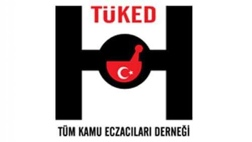 TÜKED
TÜM KAMU ECZACILARI DERNEĞİ